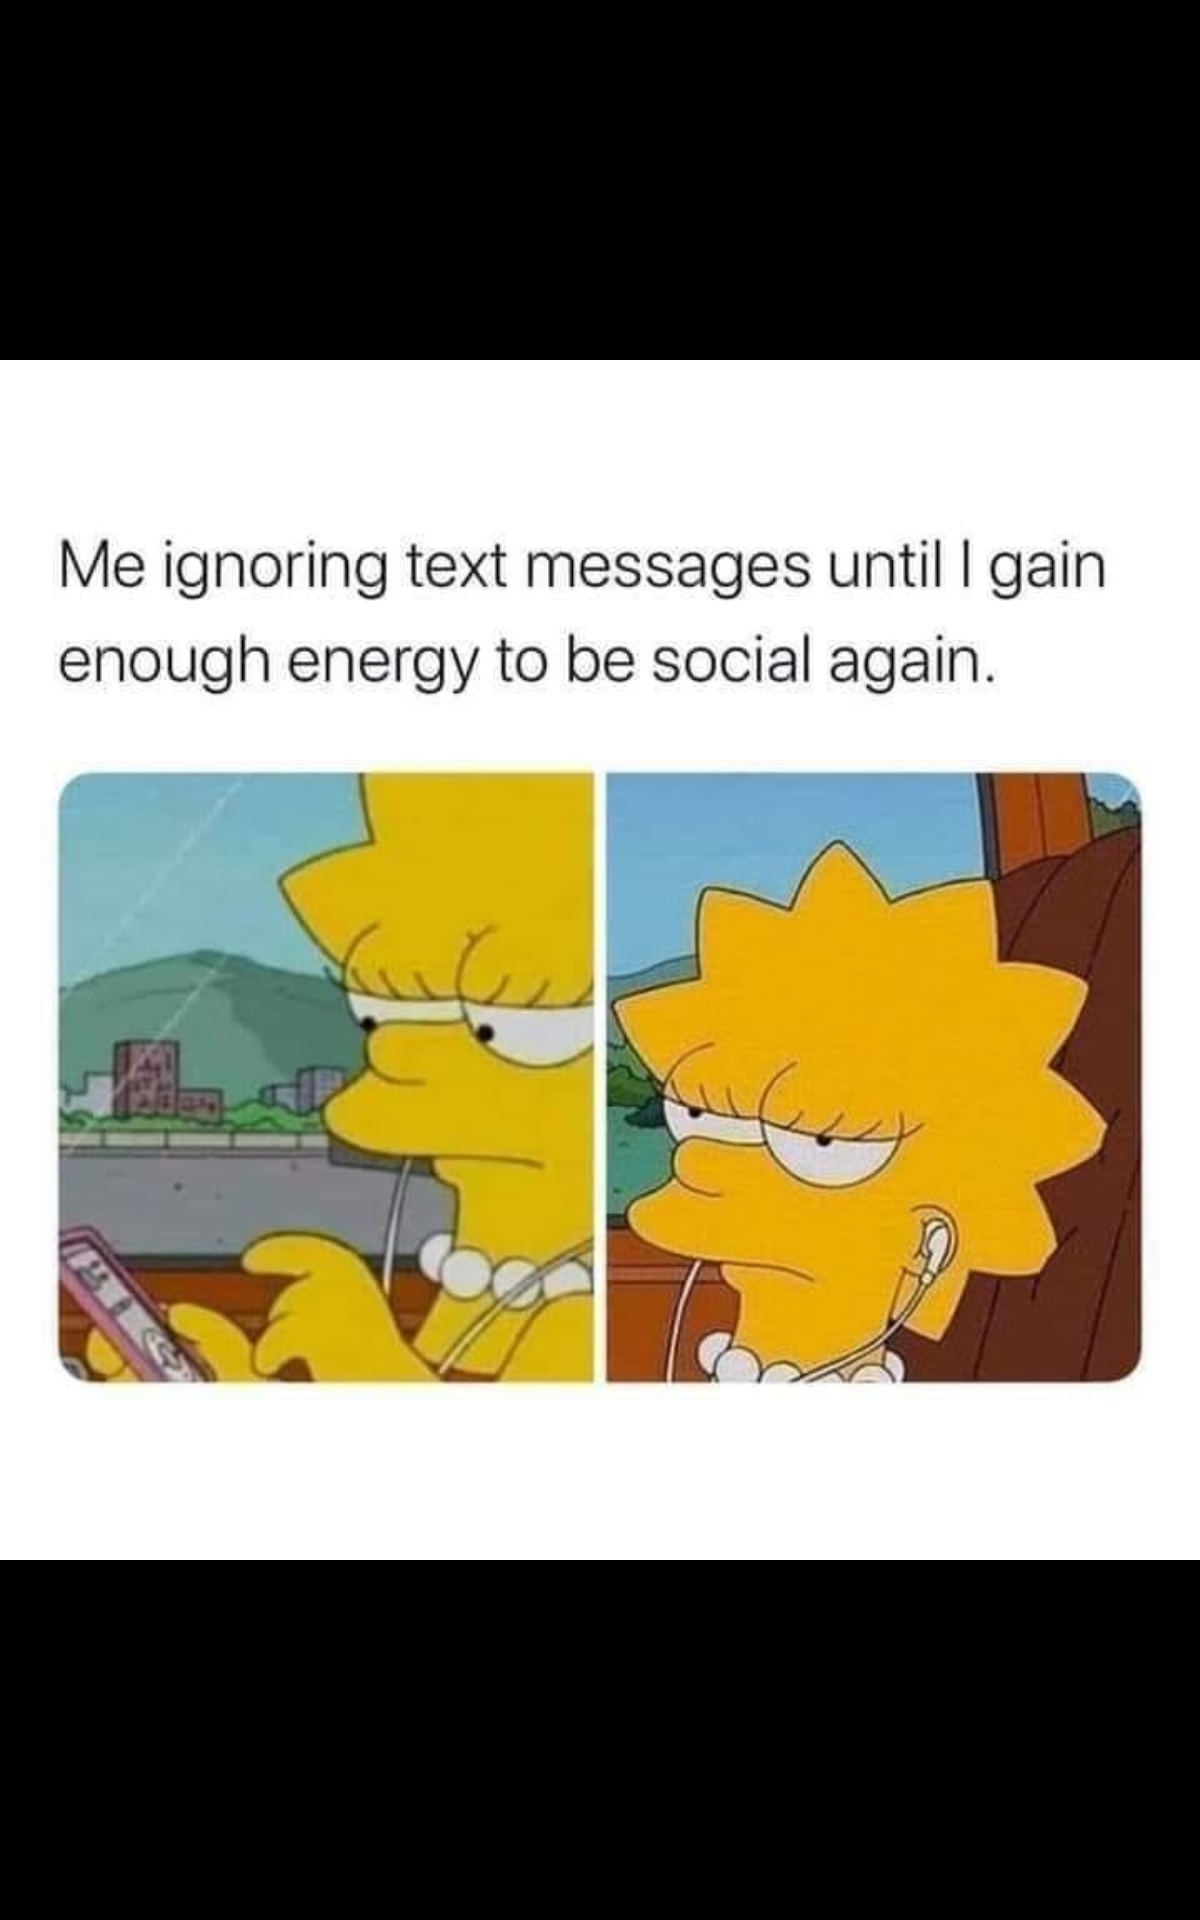 Me ignoring text messages until I gain
enough energy to be social again.